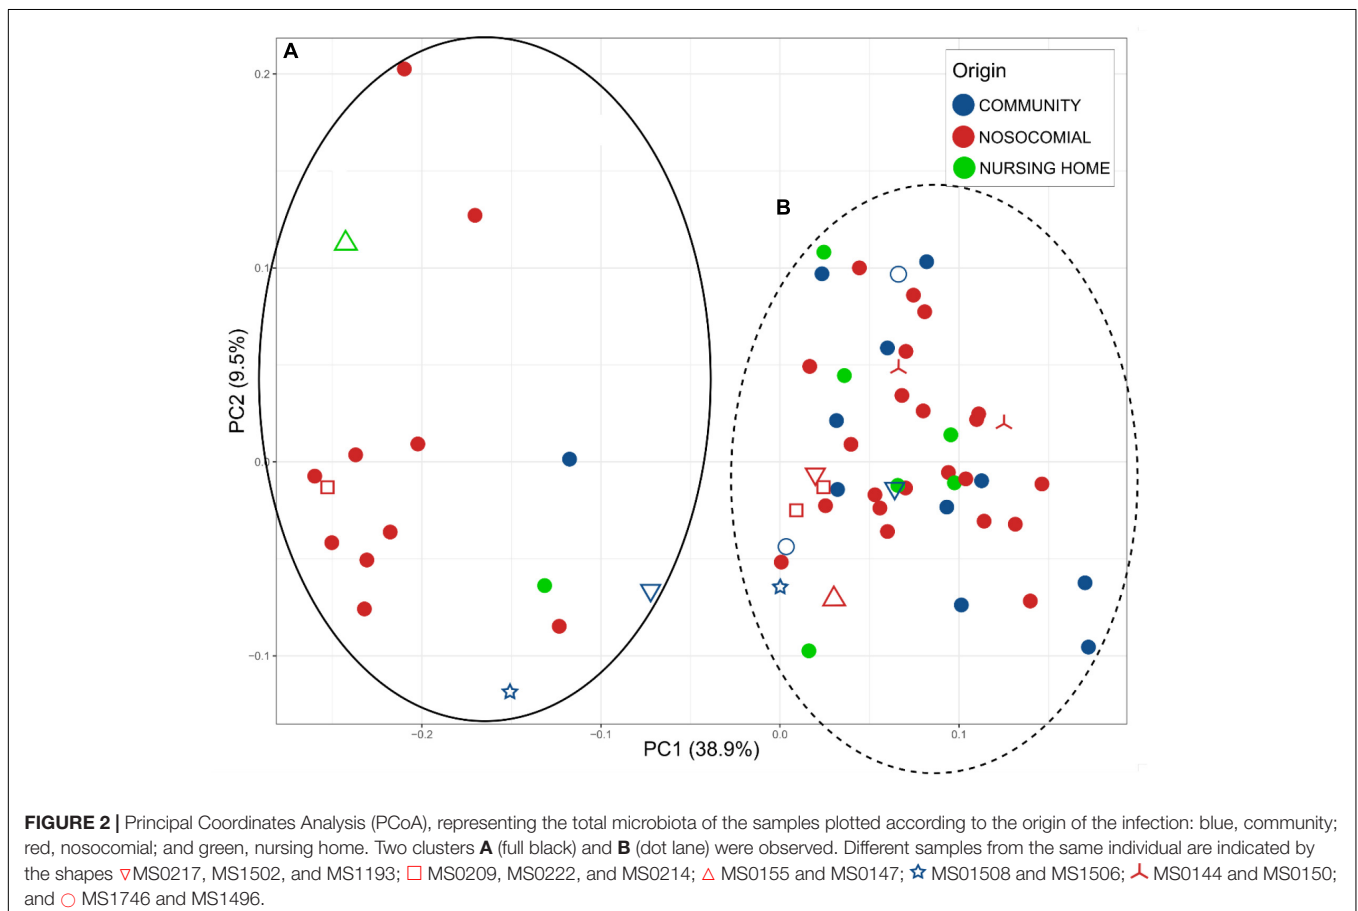 A
0.2
0.1
0.0
−0.1
PC2 (9.5%)
B
Origin
COMMUNITY
NOSOCOMIAL
NURSING HOME
−0.2
−0.1
0.0
0.1
PC1 (38.9%)
FIGURE 2 | Principal Coordinates Analysis (PCoA), representing the total microbiota of the samples plotted according to the origin of the infection: blue, community;
red, nosocomial; and green, nursing home. Two clusters A (full black) and B (dot lane) were observed. Different samples from the same individual are indicated by
the shapes ▽ MS0217, MS1502, and MS1193; □ MS0209, MS0222, and MS0214; △ MS0155 and MS0147; ☆ MS01508 and MS1506; ⅄ MS0144 and MS0150;
and ○ MS1746 and MS1496.